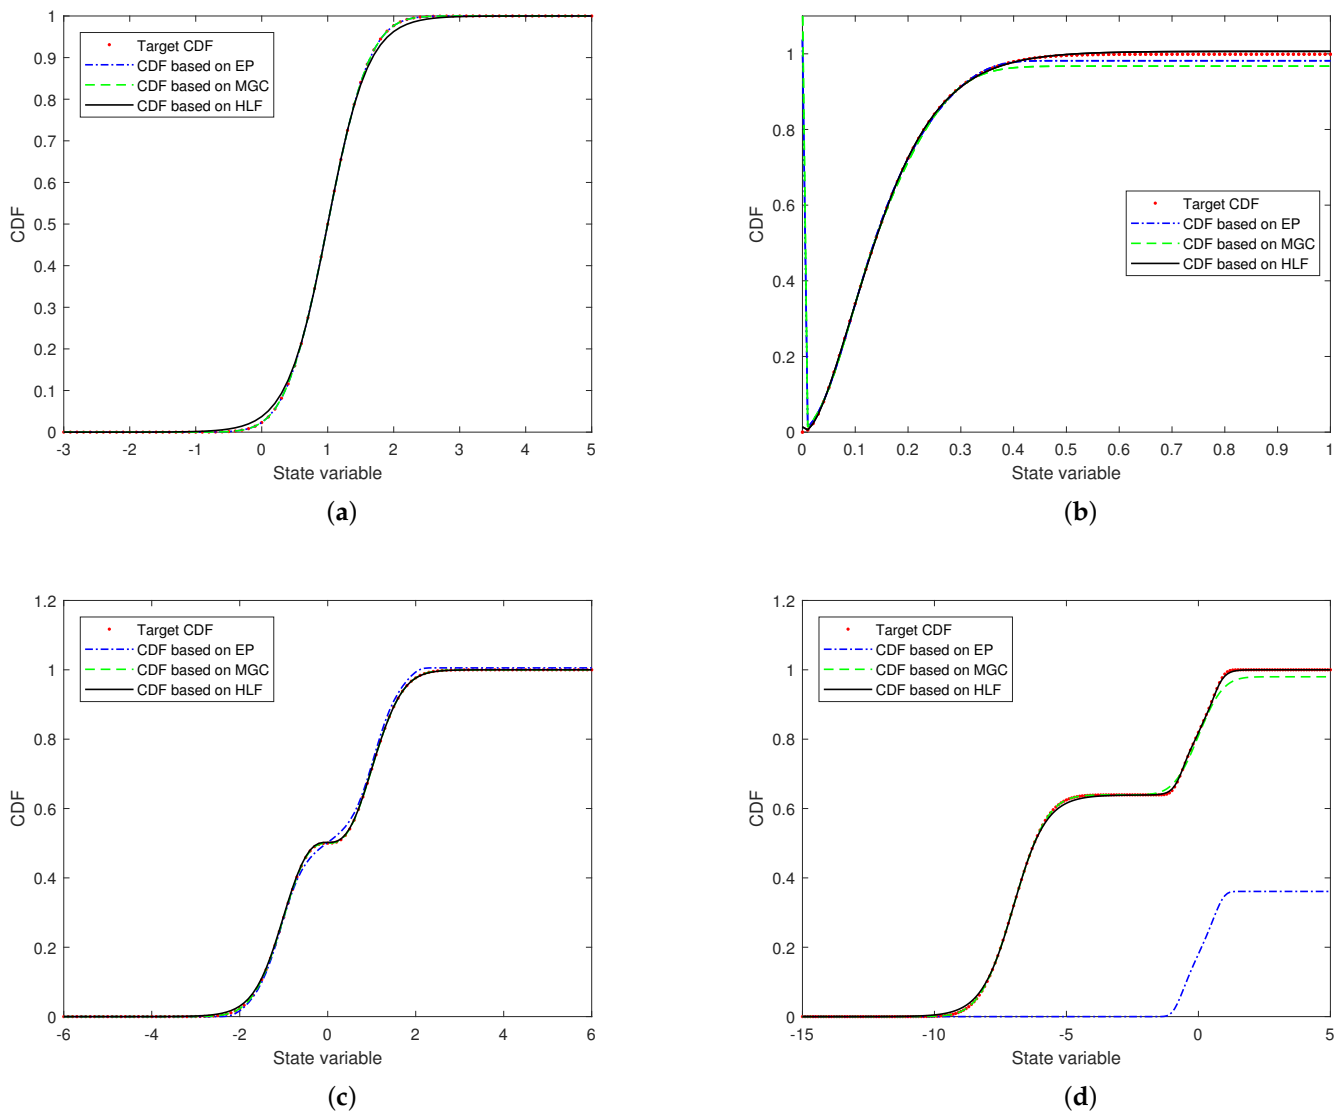 1
0.9
0.8
0.7
0.6
0.5
0.4
0.3
0.2
0.1
0
CDF
Target CDF
CDF based on EP
CDF based on MGC
CDF based on HLF
-3 -2 -1 0 1 2 3 4 5
State variable
(a)
1
0.8
0.6
0.4
0.2
0
CDF
Target CDF
CDF based on EP
CDF based on MGC
CDF based on HLF
0 0.1 0.2 0.3 0.4 0.5 0.6 0.7 0.8 0.9 1
State variable
(b)
1.2
1
0.8
0.6
0.4
0.2
0
CDF
Target CDF
CDF based on EP
CDF based on MGC
CDF based on HLF
-6 -4 -2 0 2 4 6
State variable
(c)
1.2
1
0.8
0.6
0.4
0.2
0
CDF
Target CDF
CDF based on EP
CDF based on MGC
CDF based on HLF
-15 -10 -5 0 5
State variable
(d)